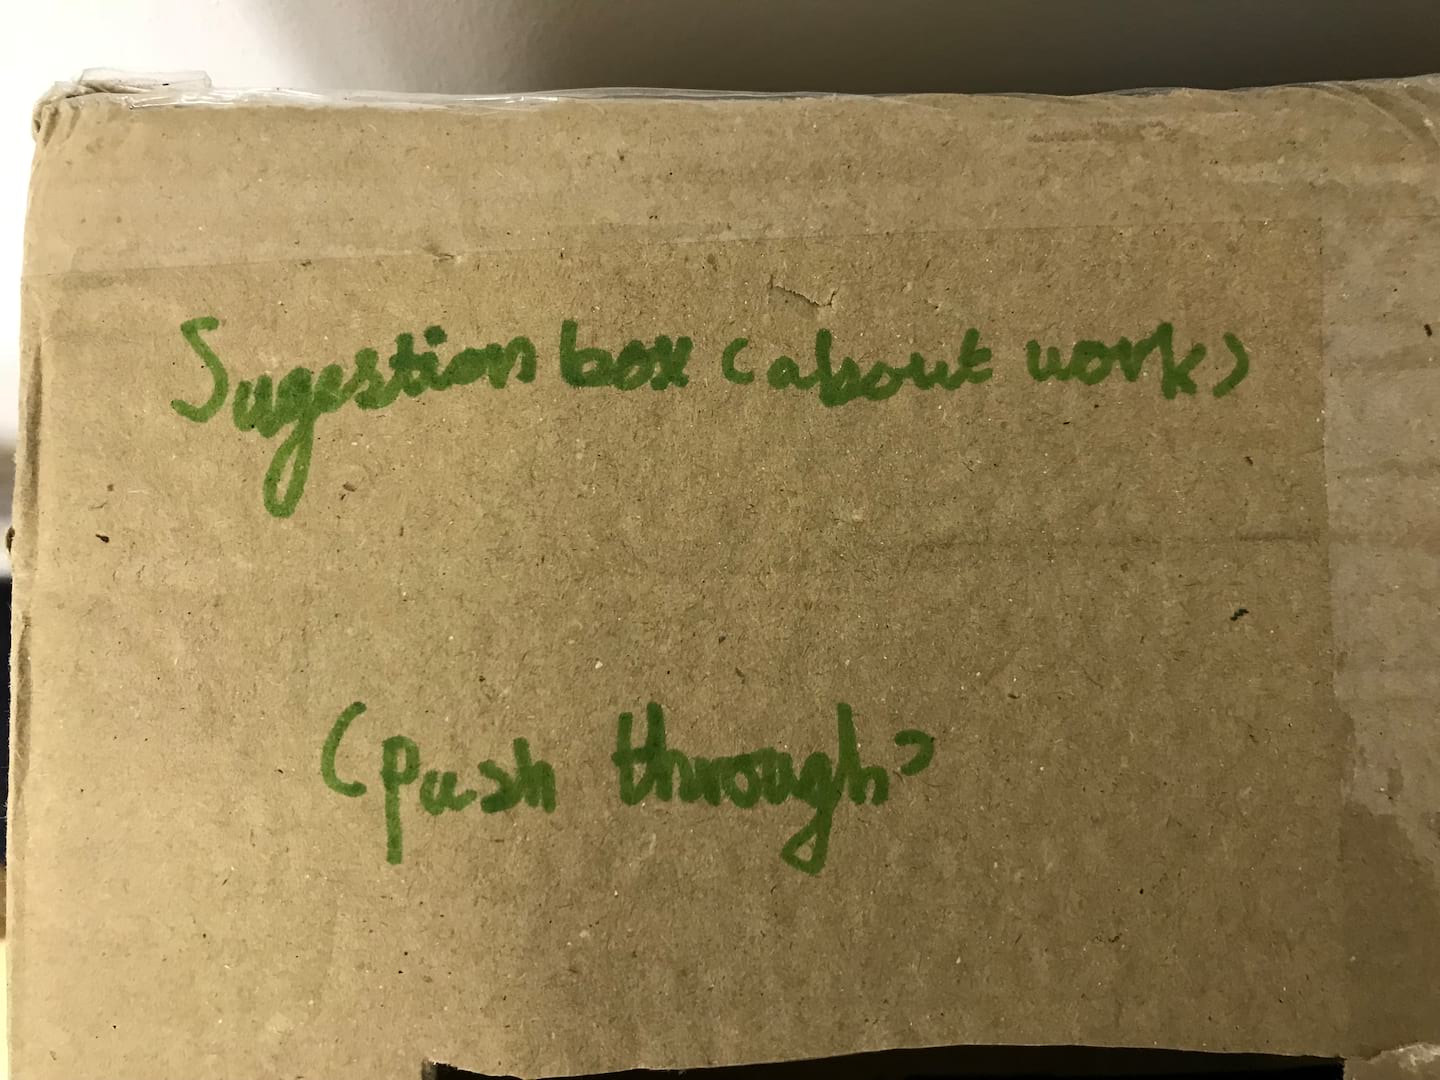 Sugestion box (about work)
(push through)